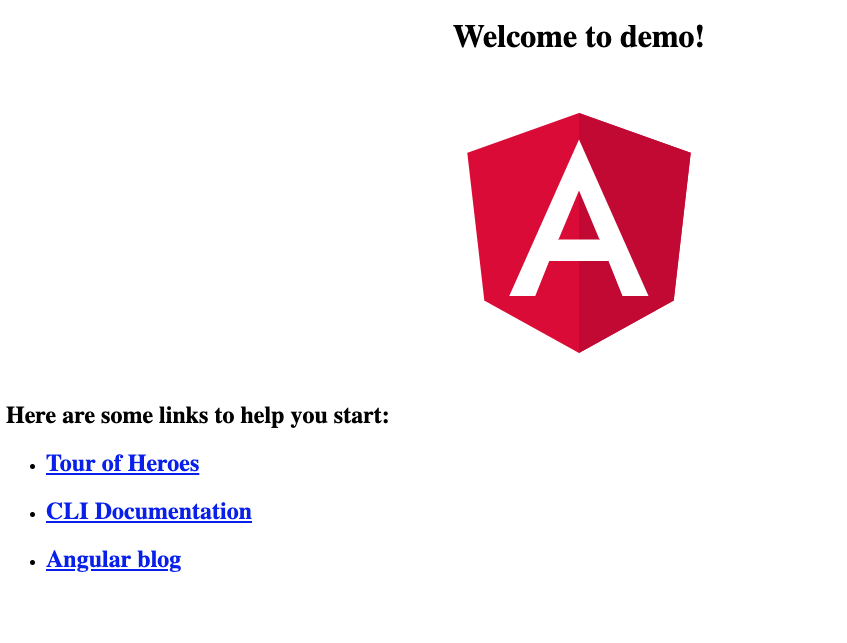 Welcome to demo!
A
Here are some links to help you start:
Tour of Heroes
CLI Documentation
Angular blog